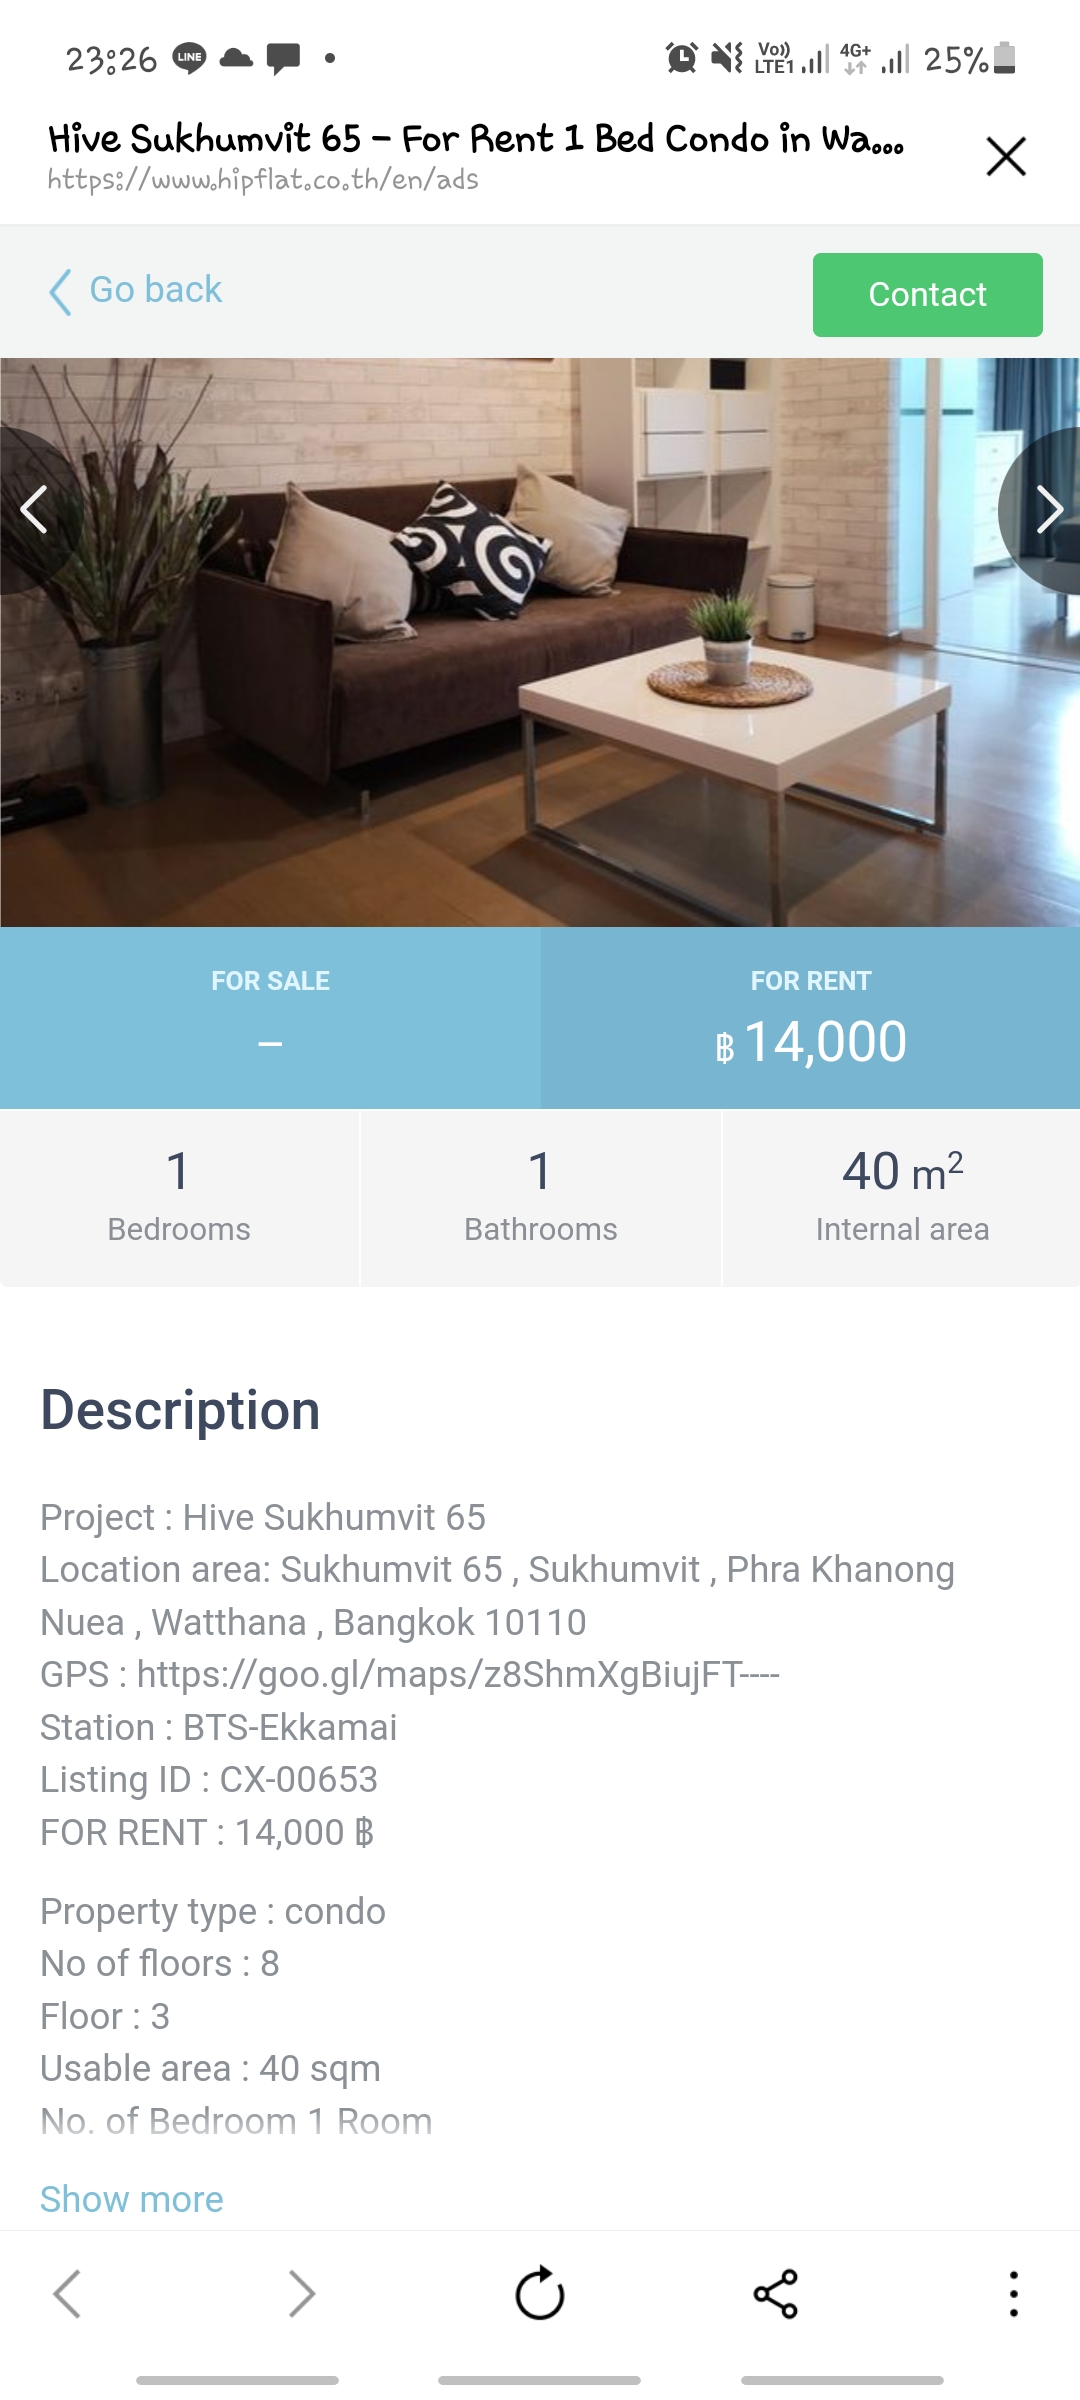 23:26 LINE Vo)) LTE1 4G+ 25%
Hive Sukhumvit 65 – For Rent 1 Bed Condo in Wa...
https://www.hipflat.co.th/en/ads
Go back
Contact
FOR SALE
–
FOR RENT
฿ 14,000
1
Bedrooms
1
Bathrooms
40 m²
Internal area
Description
Project : Hive Sukhumvit 65
Location area: Sukhumvit 65 , Sukhumvit , Phra Khanong
Nuea , Watthana , Bangkok 10110
GPS : https://goo.gl/maps/z8ShmXgBiujFT----
Station : BTS-Ekkamai
Listing ID : CX-00653
FOR RENT : 14,000 ฿
Property type : condo
No of floors : 8
Floor : 3
Usable area : 40 sqm
No. of Bedroom 1 Room
Show more